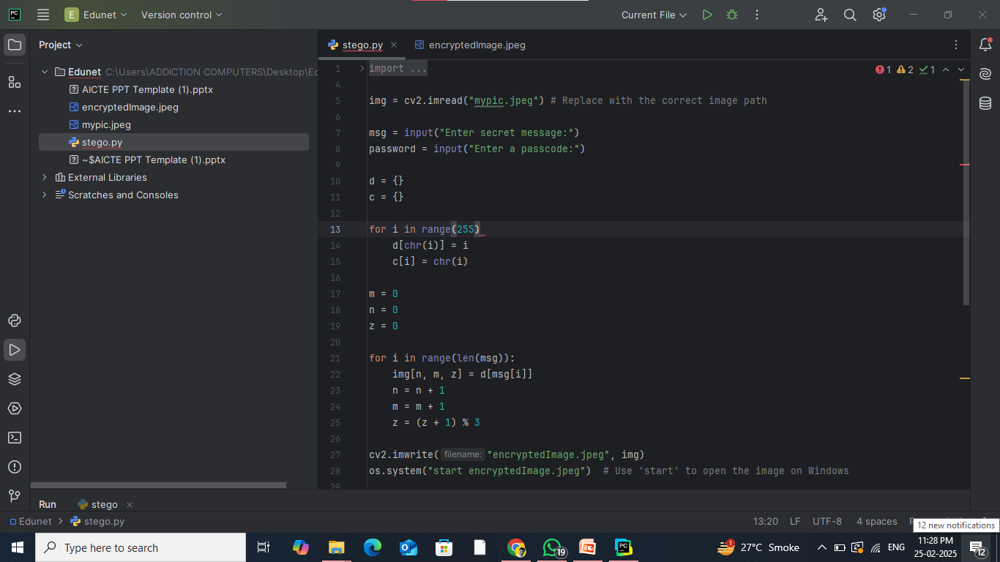 PC
E Edunet Version control Current File
Project
stego.py encryptedImage.jpeg
Edunet C:\Users\ADDICTION COMPUTERS\Desktop\Ed
AICTE PPT Template (1).pptx
encryptedImage.jpeg
mypic.jpeg
stego.py
~$AICTE PPT Template (1).pptx
External Libraries
Scratches and Consoles
1 2 1
1 import ...
4
5 img = cv2.imread("mypic.jpeg") # Replace with the correct image path
6
7 msg = input("Enter secret message:")
8 password = input("Enter a passcode:")
9
10 d = {}
11 c = {}
12
13 for i in range(255)
14 d[chr(i)] = i
15 c[i] = chr(i)
16
17 m = 0
18 n = 0
19 z = 0
20
21 for i in range(len(msg)):
22 img[n, m, z] = d[msg[i]]
23 n = n + 1
24 m = m + 1
25 z = (z + 1) % 3
26
27 cv2.imwrite( filename: "encryptedImage.jpeg", img)
28 os.system("start encryptedImage.jpeg") # Use 'start' to open the image on Windows
29
Run stego
Edunet stego.py 13:20 LF UTF-8 4 spaces
12 new notifications
Type here to search
19
PC
27°C Smoke
ENG
11:28 PM
25-02-2025
12